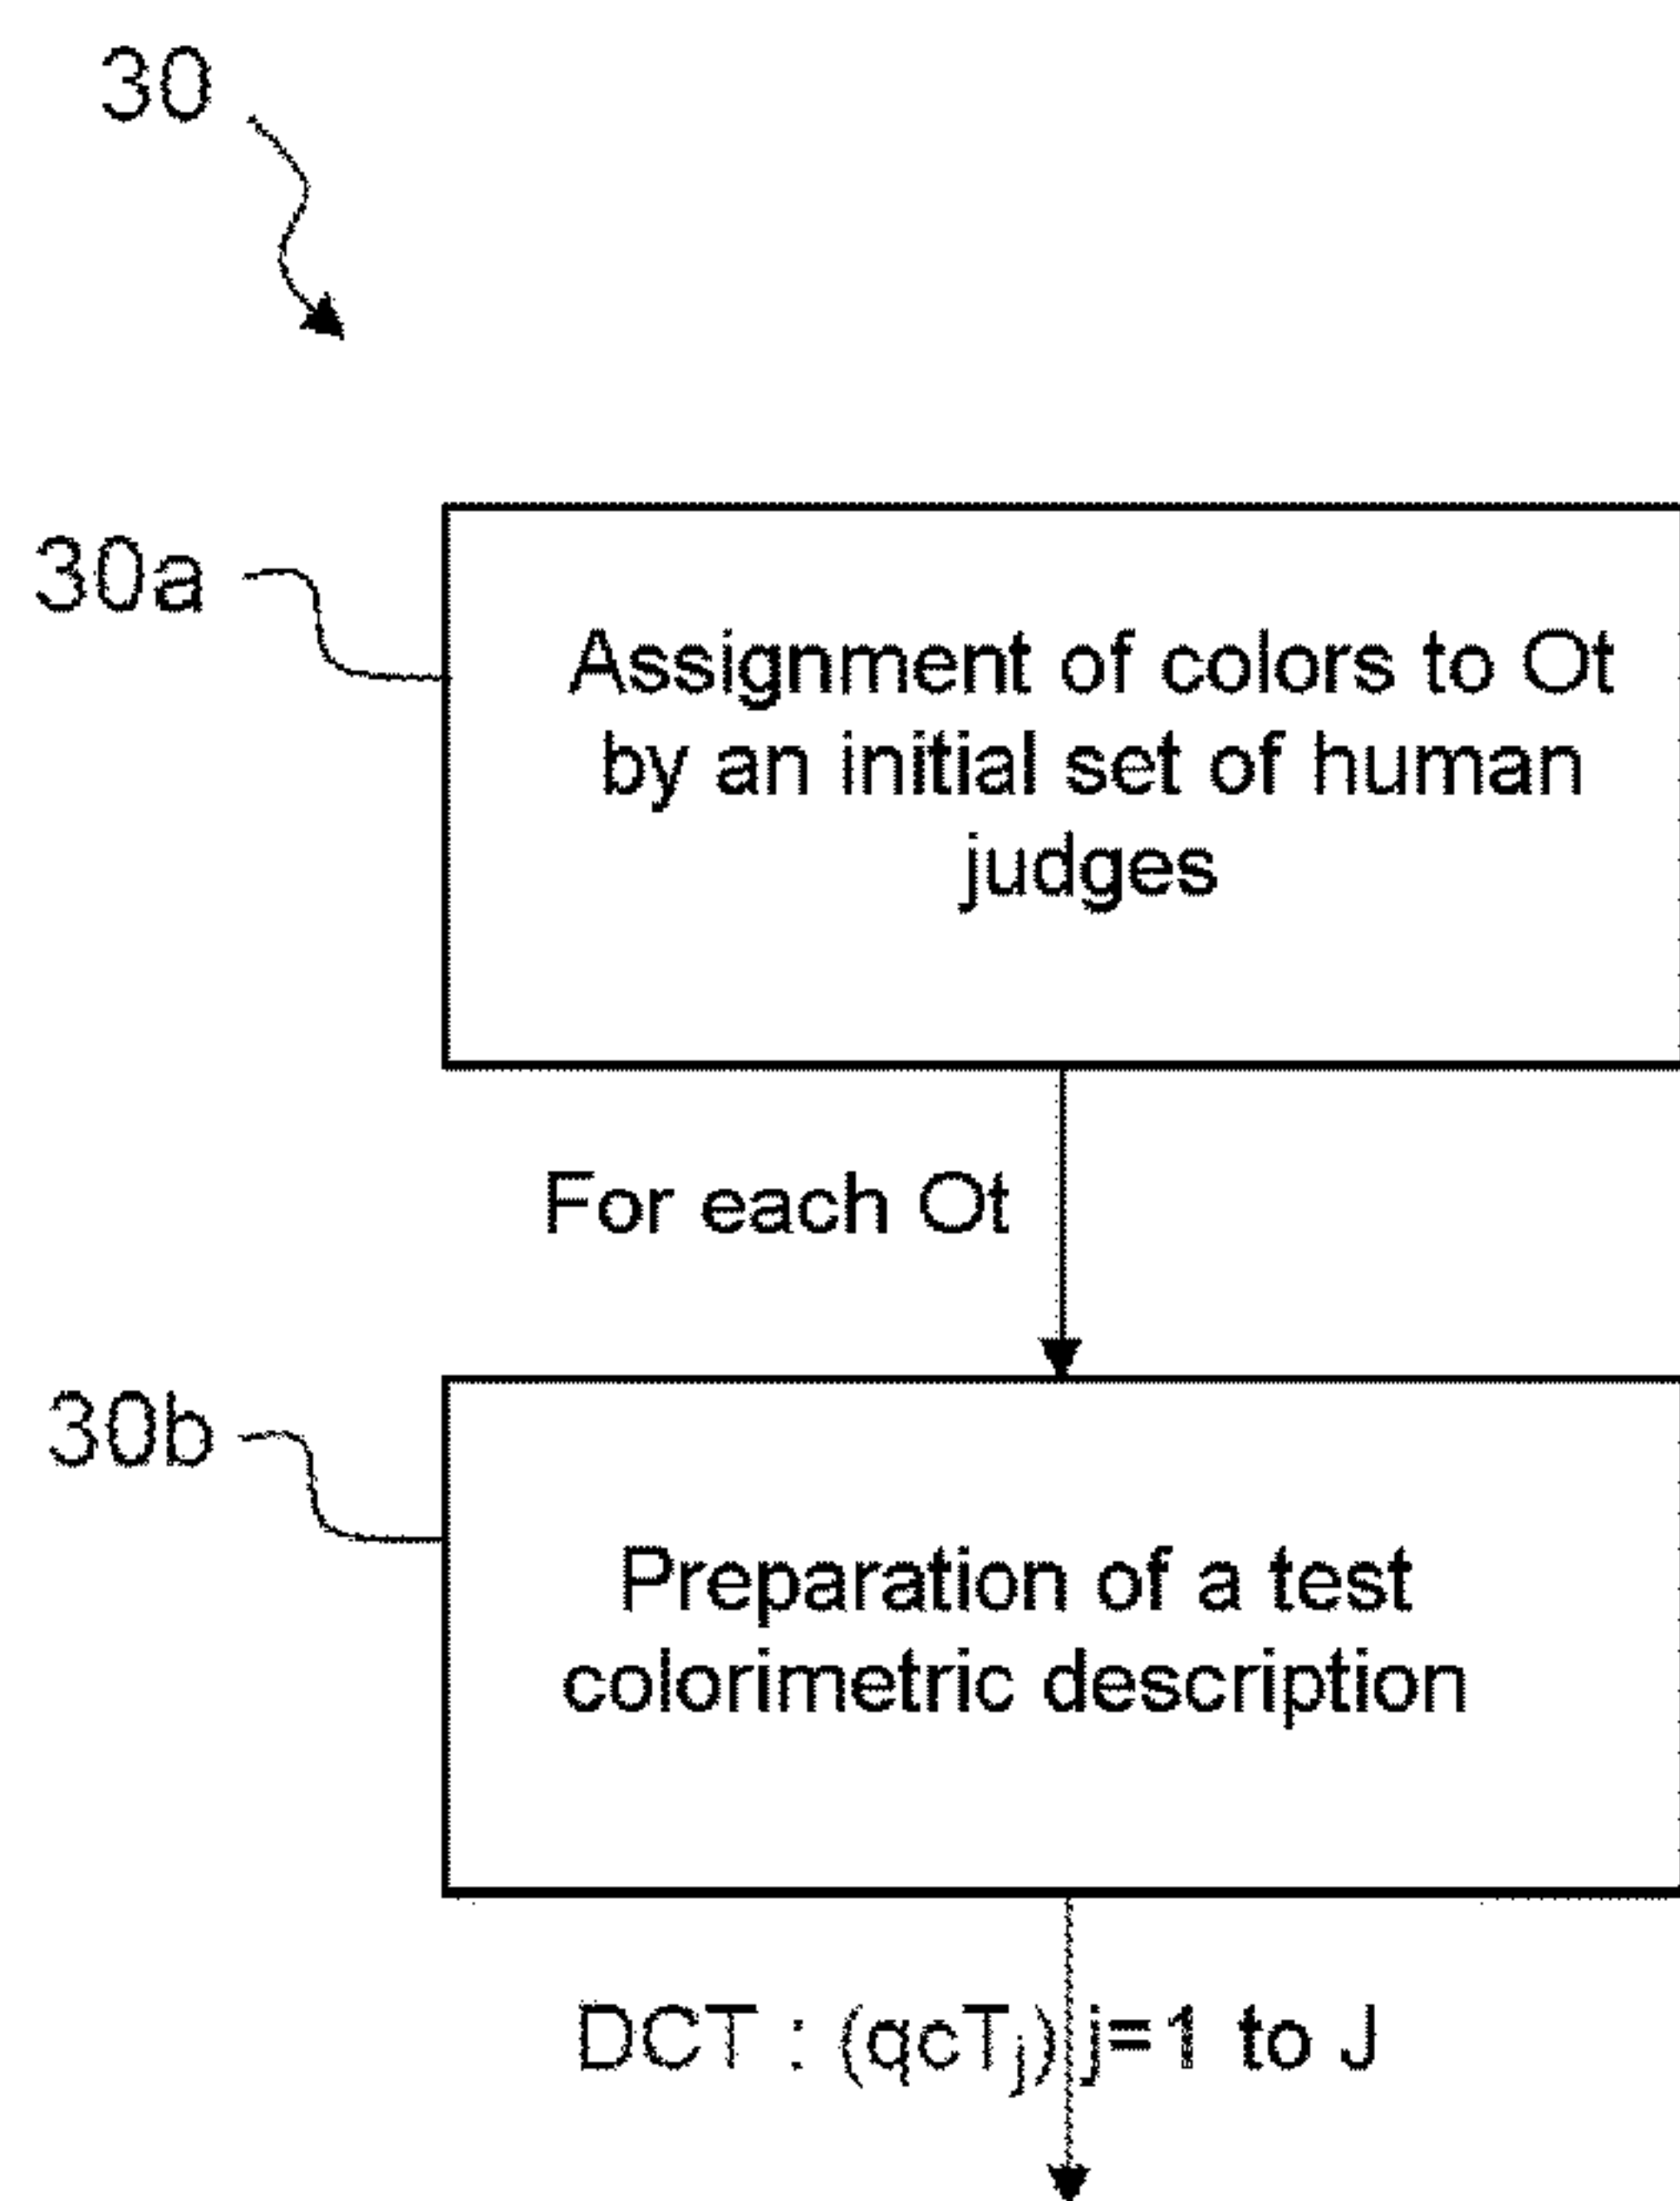 30
30a
Assignment of colors to Ot
by an initial set of human
judges
For each Ot
30b
Preparation of a test
colorimetric description
DCT : (qcTj) j=1 to J